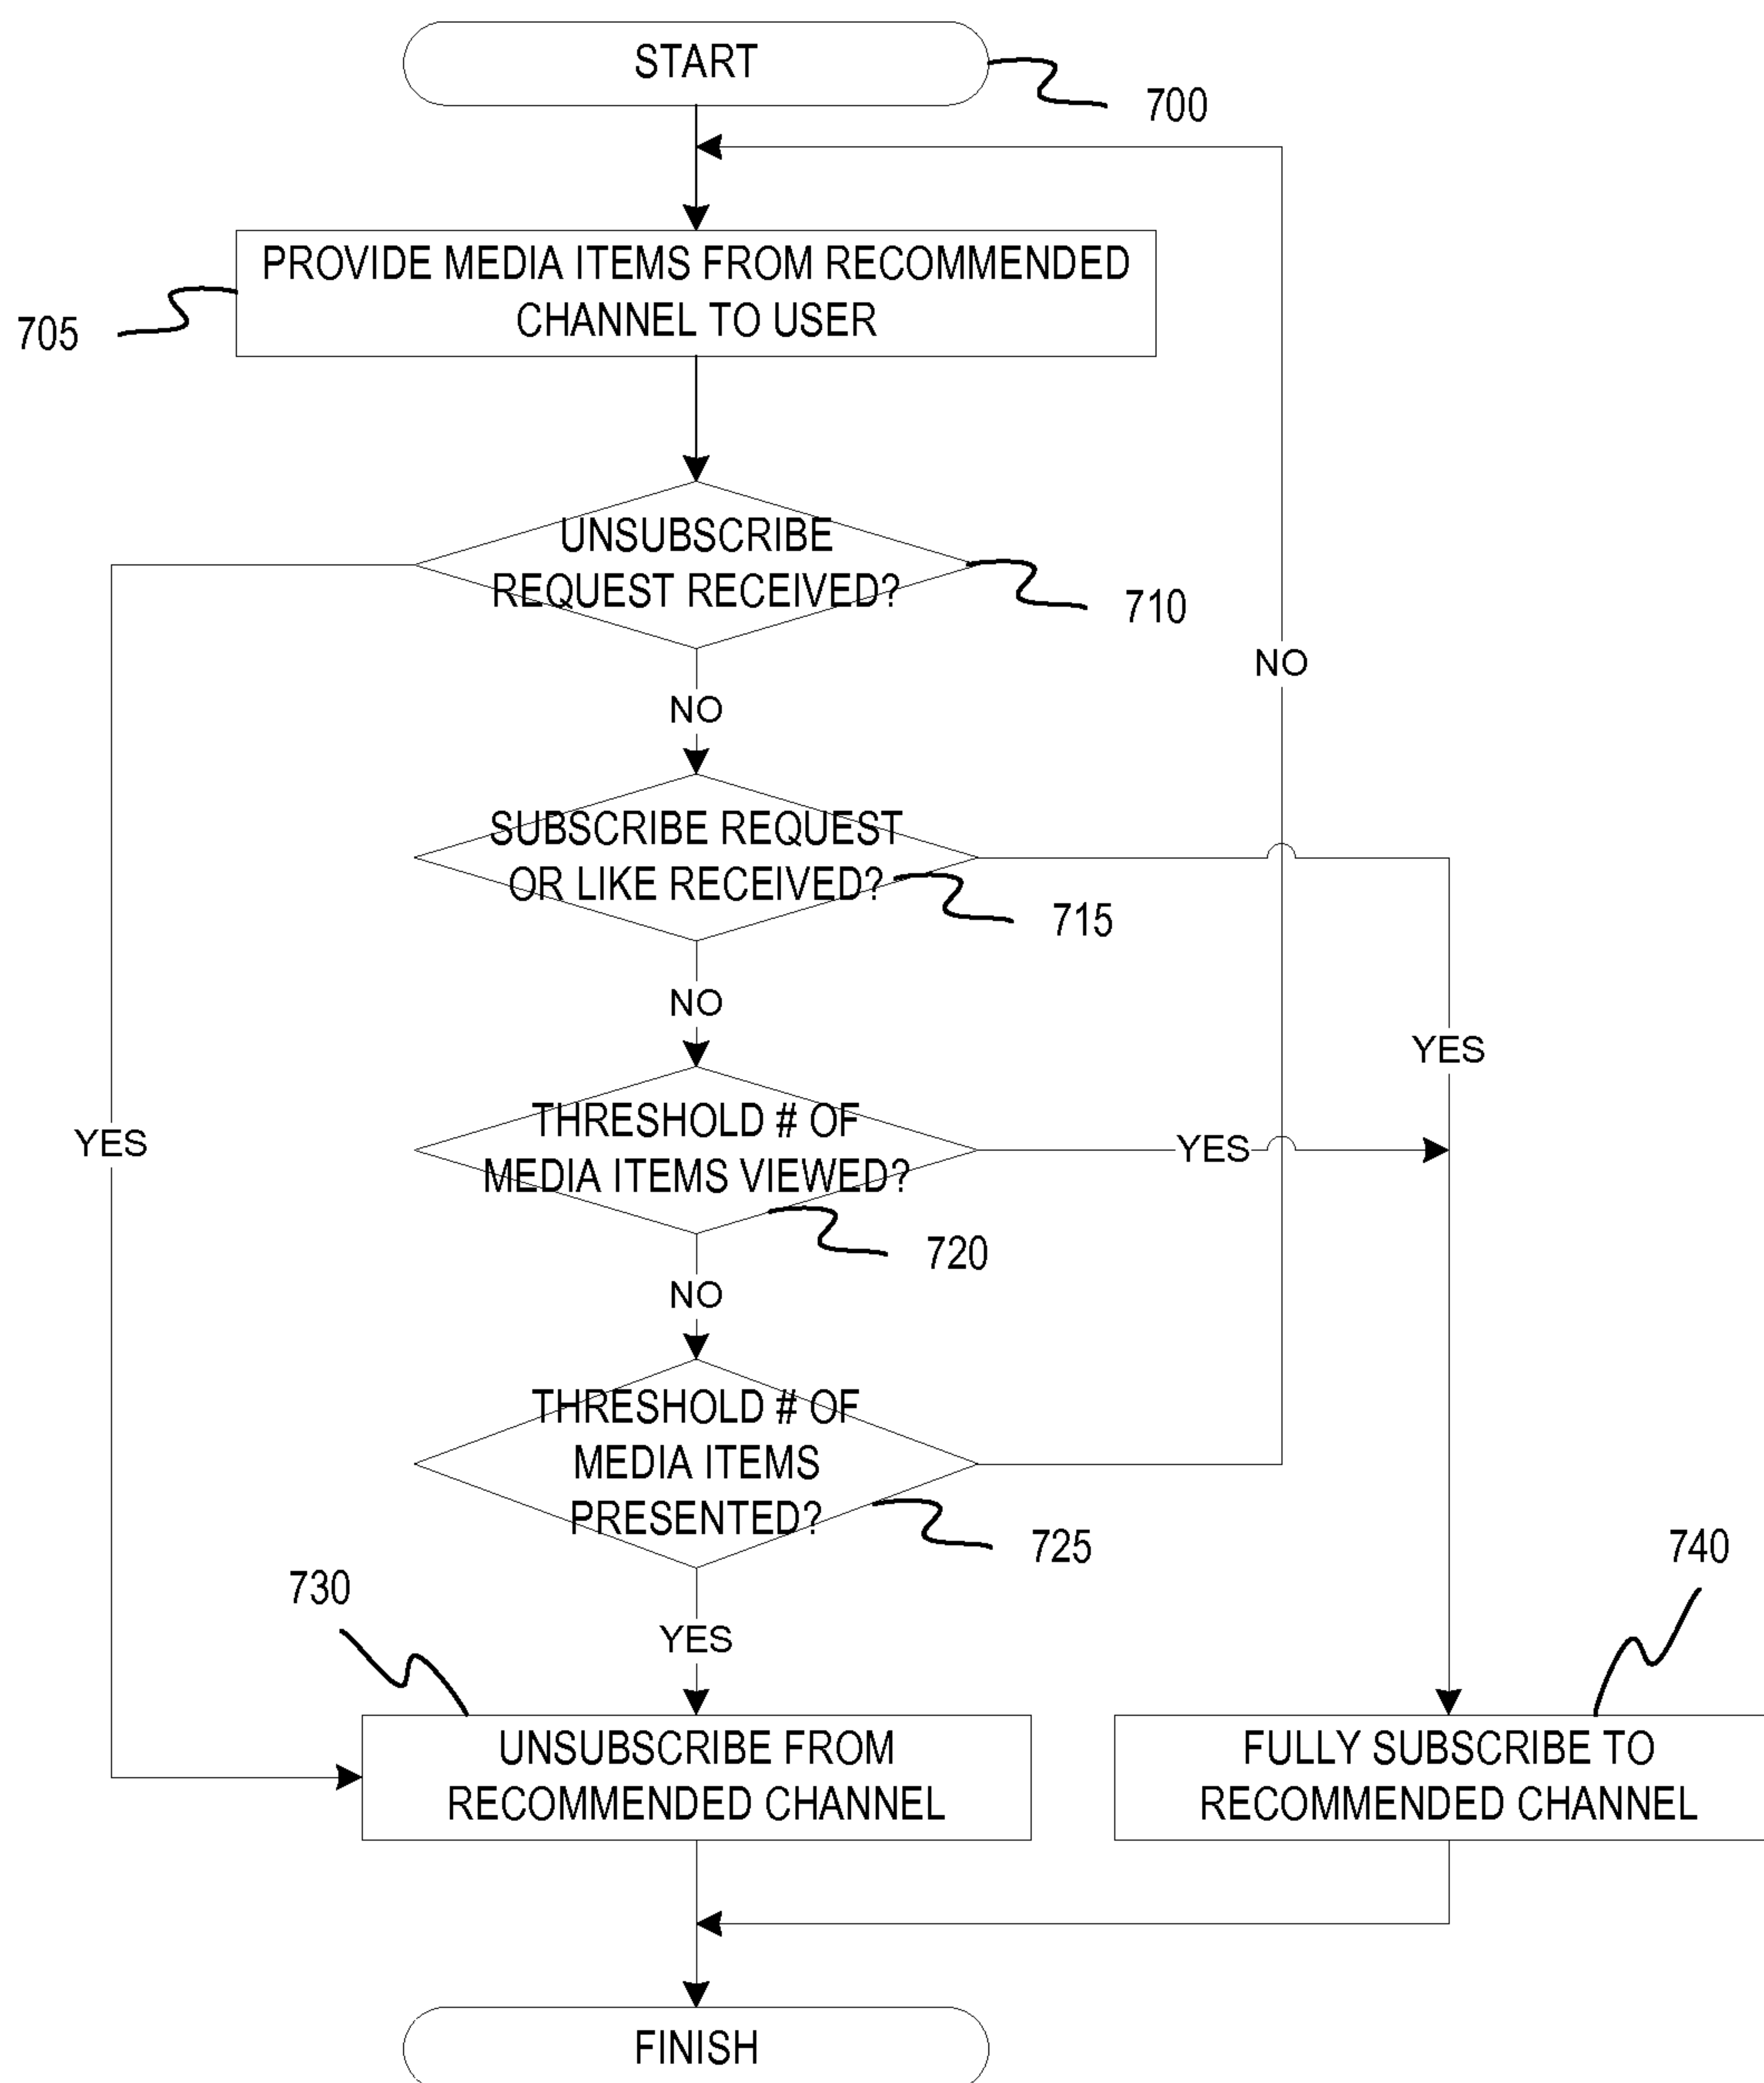 START
700
PROVIDE MEDIA ITEMS FROM RECOMMENDED
CHANNEL TO USER
705
UNSUBSCRIBE
REQUEST RECEIVED?
710
NO
NO
SUBSCRIBE REQUEST
OR LIKE RECEIVED?
715
NO
YES
THRESHOLD # OF
MEDIA ITEMS VIEWED?
YES
YES
720
NO
THRESHOLD # OF
MEDIA ITEMS
PRESENTED?
725
740
730
YES
UNSUBSCRIBE FROM
RECOMMENDED CHANNEL
FULLY SUBSCRIBE TO
RECOMMENDED CHANNEL
FINISH